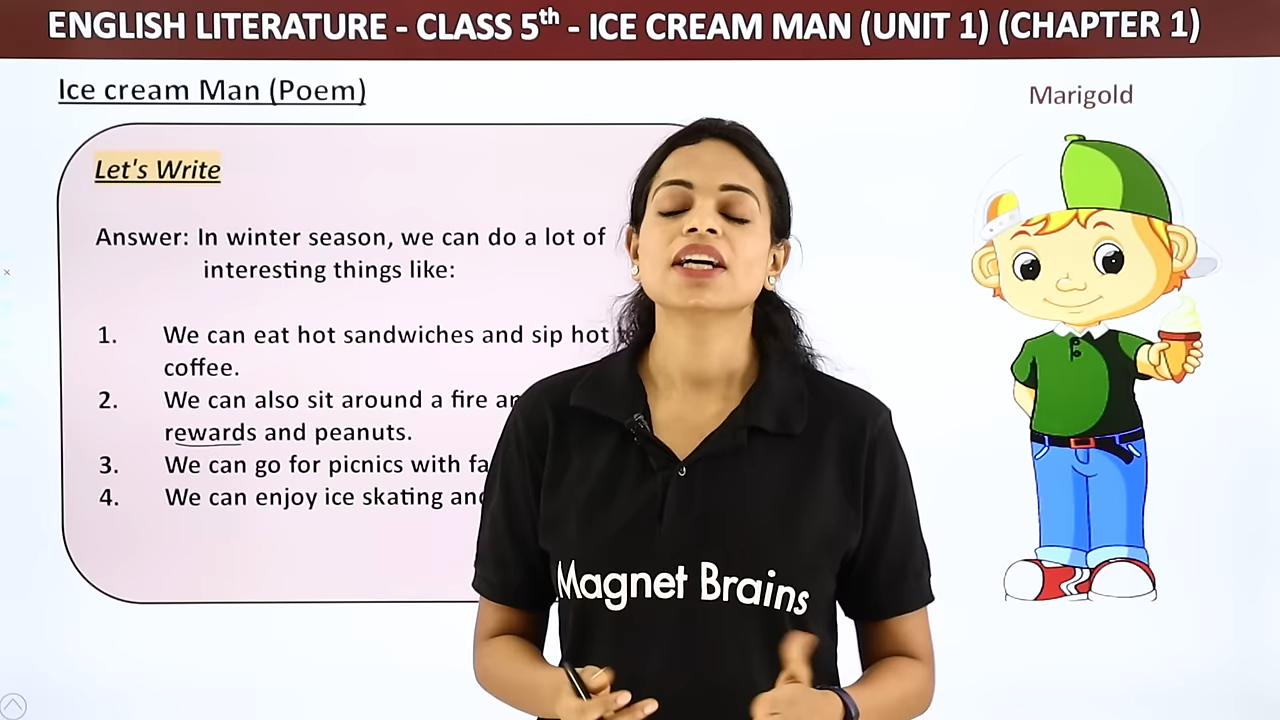 ENGLISH LITERATURE - CLASS 5th - ICE CREAM MAN (UNIT 1) (CHAPTER 1)
Ice cream Man (Poem)
Marigold
Let's Write
Answer: In winter season, we can do a lot of
interesting things like:
1. We can eat hot sandwiches and sip hot
coffee.
2. We can also sit around a fire
rewards and peanuts.
3. We can go for picnics with
4. We can enjoy ice skating
Magnet Brains